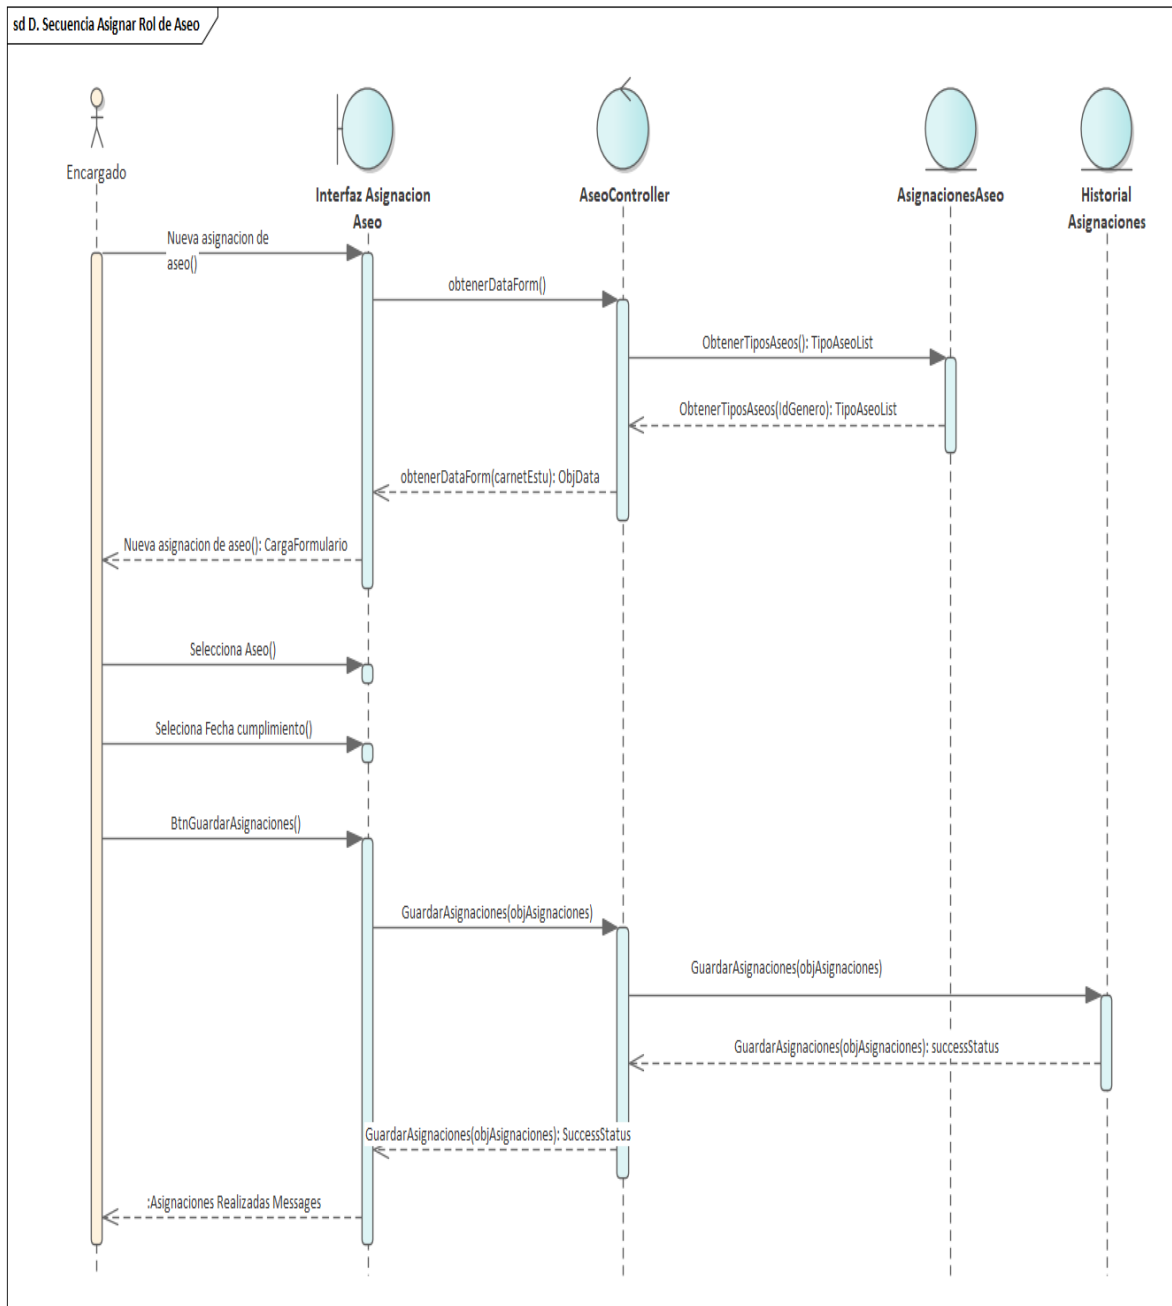 sd D. Secuencia Asignar Rol de Aseo
Encargado
Interfaz Asignacion
Aseo
AseoController
AsignacionesAseo
Historial
Asignaciones
Nueva asignacion de
aseo()
obtenerDataForm()
ObtenerTiposAseos(): TipoAseoList
ObtenerTiposAseos(IdGenero): TipoAseoList
obtenerDataForm(carnetEstu): ObjData
Nueva asignacion de aseo(): CargaFormulario
Selecciona Aseo()
Seleciona Fecha cumplimiento()
BtnGuardarAsignaciones()
GuardarAsignaciones(objAsignaciones)
GuardarAsignaciones(objAsignaciones)
GuardarAsignaciones(objAsignaciones): successStatus
GuardarAsignaciones(objAsignaciones): SuccessStatus
:Asignaciones Realizadas Messages